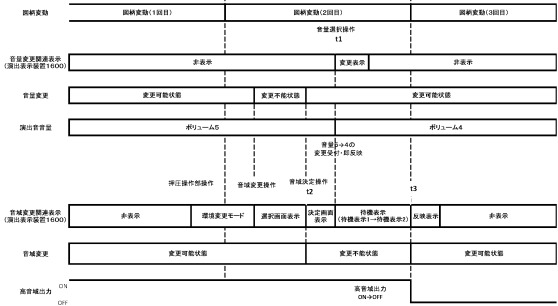 図柄変動
図柄変動(1回目)
図柄変動(2回目)
図柄変動(3回目)
音量選択操作
t1
音量変更関連表示
(演出表示装置1600)
非表示
変更表示
非表示
音量変更
変更可能状態
変更不能状態
変更可能状態
演出音音量
ボリューム5
ボリューム4
音量5→4の
変更受付・即反映
押圧操作部操作
音域変更操作
音域決定操作
t2
t3
音域変更関連表示
(演出表示装置1600)
非表示
環境変更モード
選択画面表示
決定画面
表示
待機表示
(待機表示1→待機表示2)
反映表示
非表示
音域変更
変更可能状態
変更不能状態
変更可能状態
高音域出力
ON
OFF
高音域出力
ON→OFF